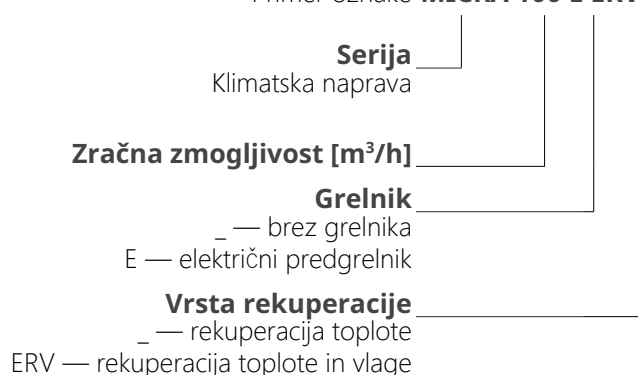 Serija
Klimatska naprava
Zračna zmogljivost [m³/h]
Grelnik
_ — brez grelnika
E — električni predgrelnik
Vrsta rekuperacije
_ — rekuperacija toplote
ERV — rekuperacija toplote in vlage